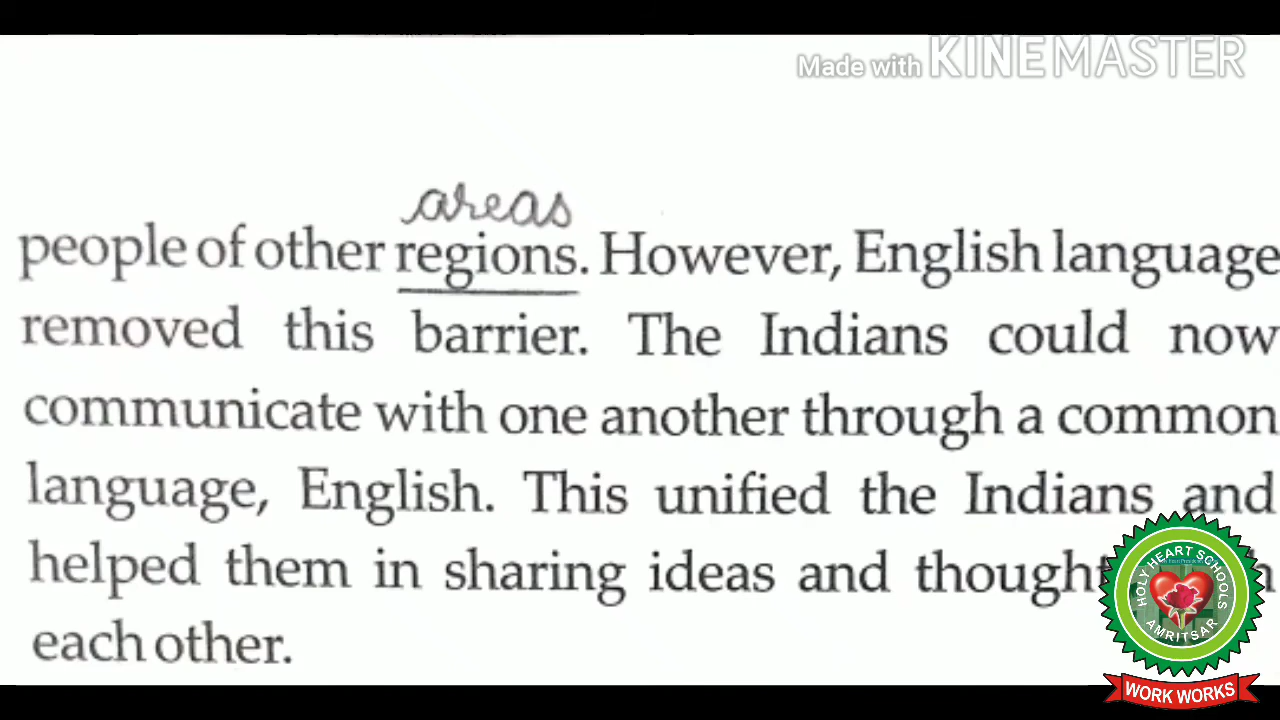 Made with KINEMASTER
areas
people of other regions. However, English language
removed this barrier. The Indians could now
communicate with one another through a common
language, English. This unified the Indians and
helped them in sharing ideas and thought
each other.
HOLY HEART SCHOOLS
AMRITSAR
WORK WORKS